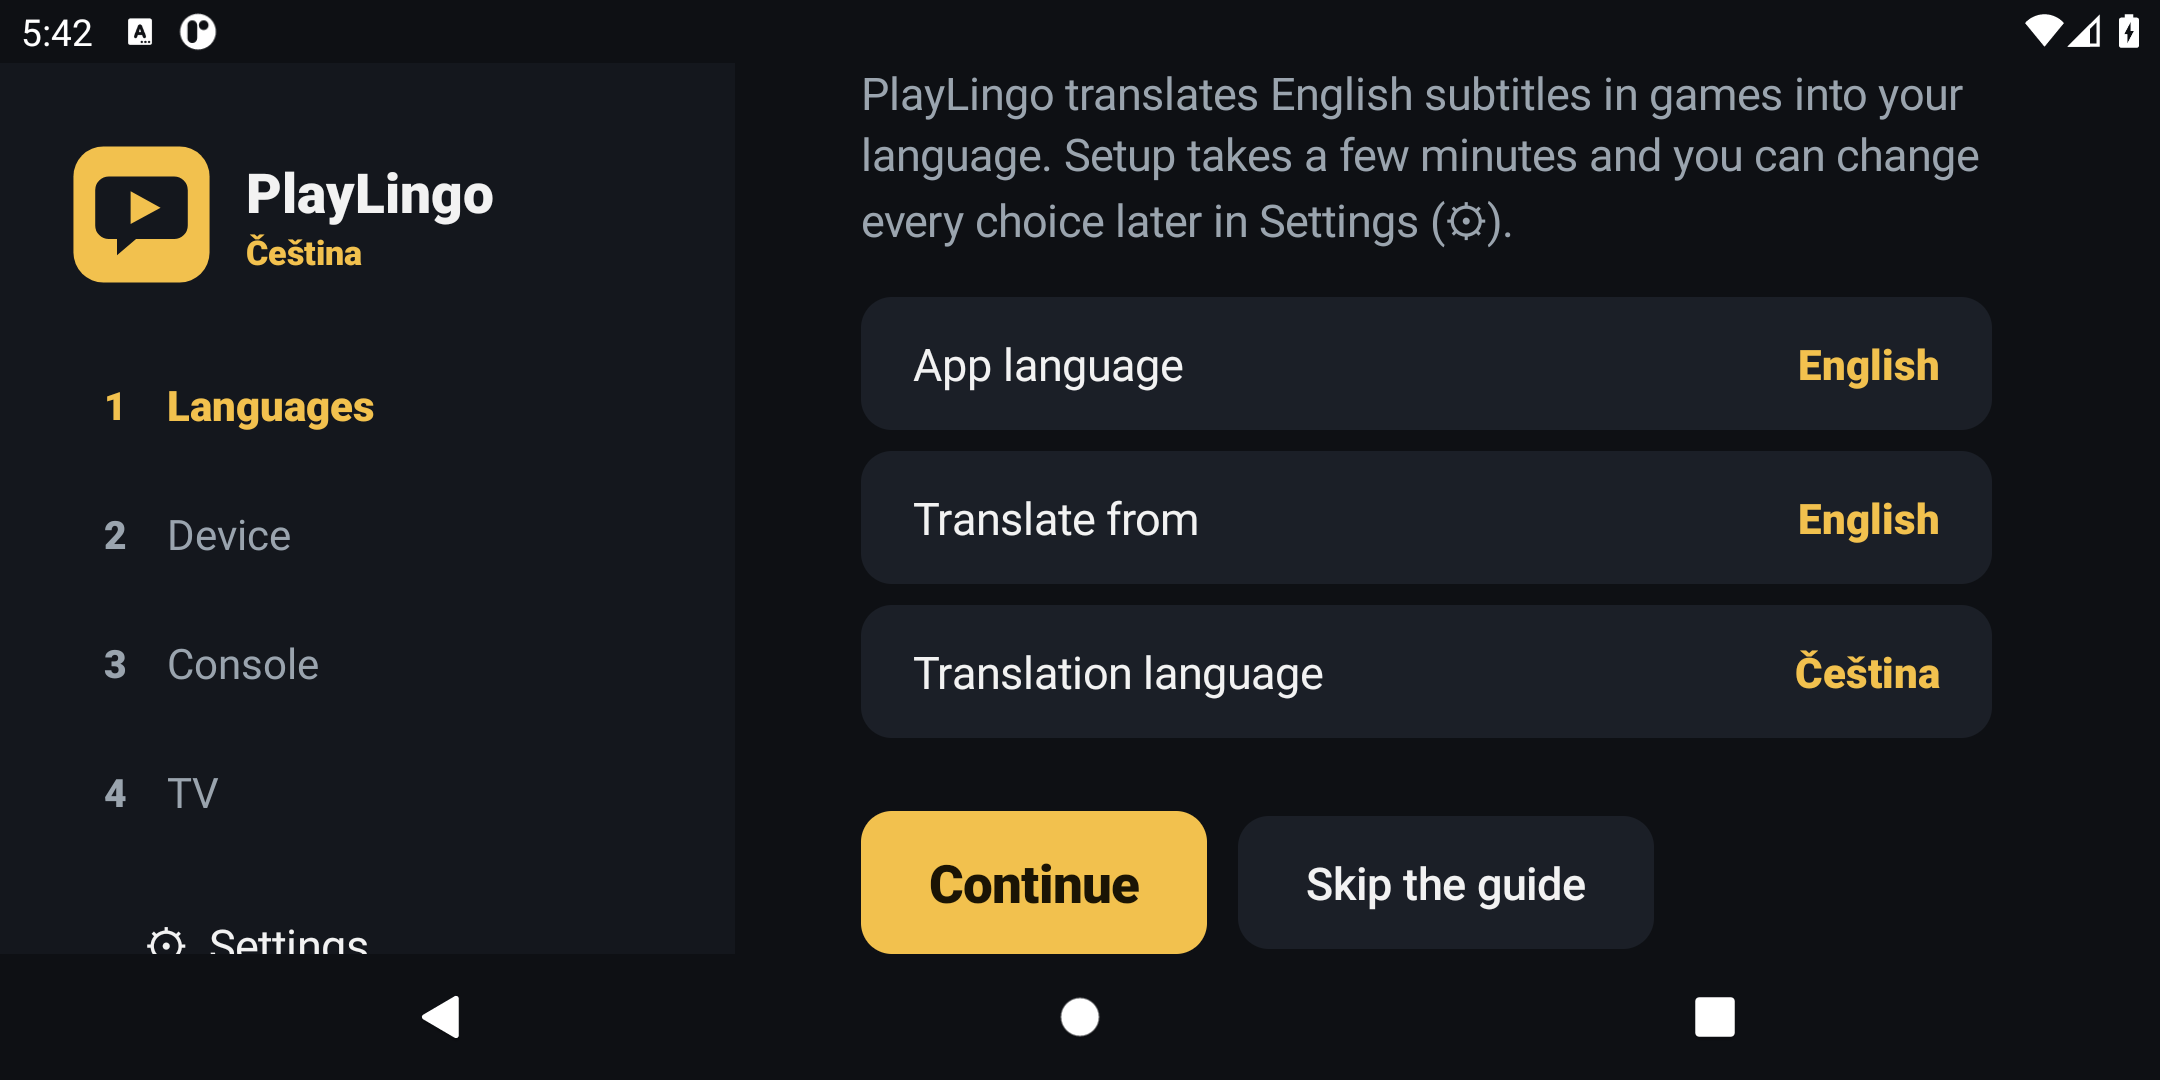 5:42
PlayLingo
Čeština
1 Languages
2 Device
3 Console
4 TV
Settings
PlayLingo translates English subtitles in games into your
language. Setup takes a few minutes and you can change
every choice later in Settings (⚙).
App language English
Translate from English
Translation language Čeština
Continue Skip the guide